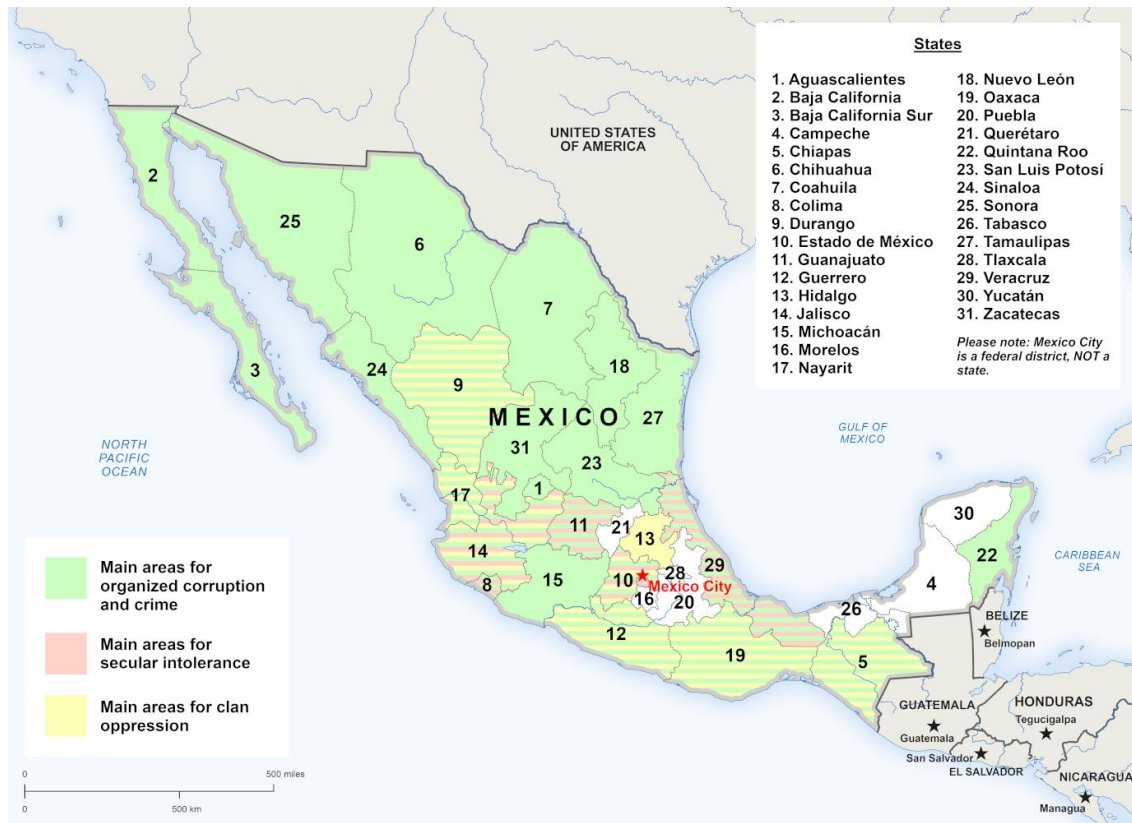 States
1. Aguascalientes
2. Baja California
3. Baja California Sur
4. Campeche
5. Chiapas
6. Chihuahua
7. Coahuila
8. Colima
9. Durango
10. Estado de México
11. Guanajuato
12. Guerrero
13. Hidalgo
14. Jalisco
15. Michoacán
16. Morelos
17. Nayarit
18. Nuevo León
19. Oaxaca
20. Puebla
21. Querétaro
22. Quintana Roo
23. San Luis Potosí
24. Sinaloa
25. Sonora
26. Tabasco
27. Tamaulipas
28. Tlaxcala
29. Veracruz
30. Yucatán
31. Zacatecas
Please note: Mexico City
is a federal district, NOT a
state.
UNITED STATES
OF AMERICA
2
25
6
7
3
24
9
18
27
MEXICO
31
23
17
1
11
21
13
14
8
15
10
28
29
Mexico City
16
20
12
19
5
26
4
30
22
NORTH
PACIFIC
OCEAN
GULF OF
MEXICO
CARIBBEAN
SEA
BELIZE
Belmopan
GUATEMALA
Guatemala
HONDURAS
Tegucigalpa
San Salvador
EL SALVADOR
NICARAGUA
Managua
Main areas for
organized corruption
and crime
Main areas for
secular intolerance
Main areas for clan
oppression
0
500 miles
0
500 km